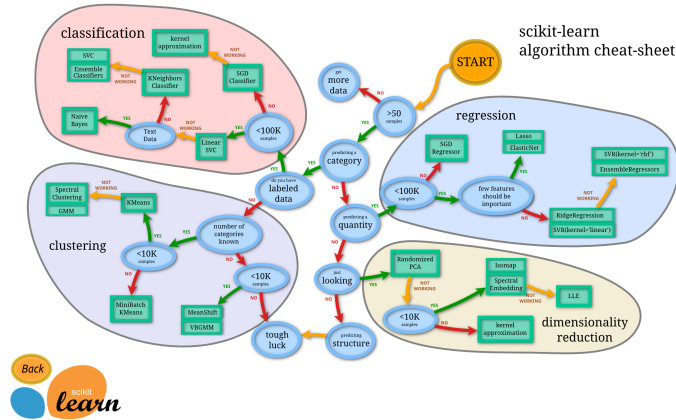 scikit-learn
algorithm cheat-sheet
START
get
more
data
NO
>50
samples
YES
predicting a
category
YES
NO
do you have
labeled
data
YES
NO
predicting a
quantity
YES
NO
just
looking
YES
NO
predicting
structure
tough
luck
classification
kernel
approximation
SVC
Ensemble
Classifiers
NOT
WORKING
KNeighbors
Classifier
NOT
WORKING
SGD
Classifier
NO
NO
Naive
Bayes
YES
Text
Data
NOT
WORKING
Linear
SVC
YES
<100K
samples
regression
SGD
Regressor
NO
<100K
samples
YES
Lasso
ElasticNet
YES
few features
should be
important
NO
SVR(kernel='rbf')
EnsembleRegressors
NOT
WORKING
RidgeRegression
SVR(kernel='linear')
clustering
Spectral
Clustering
GMM
NOT
WORKING
KMeans
YES
<10K
samples
NO
MiniBatch
KMeans
YES
number of
categories
known
NO
<10K
samples
YES
NO
MeanShift
VBGMM
Randomized
PCA
NOT
WORKING
<10K
samples
YES
NO
kernel
approximation
Isomap
Spectral
Embedding
NOT
WORKING
LLE
dimensionality
reduction
Back
scikit
learn